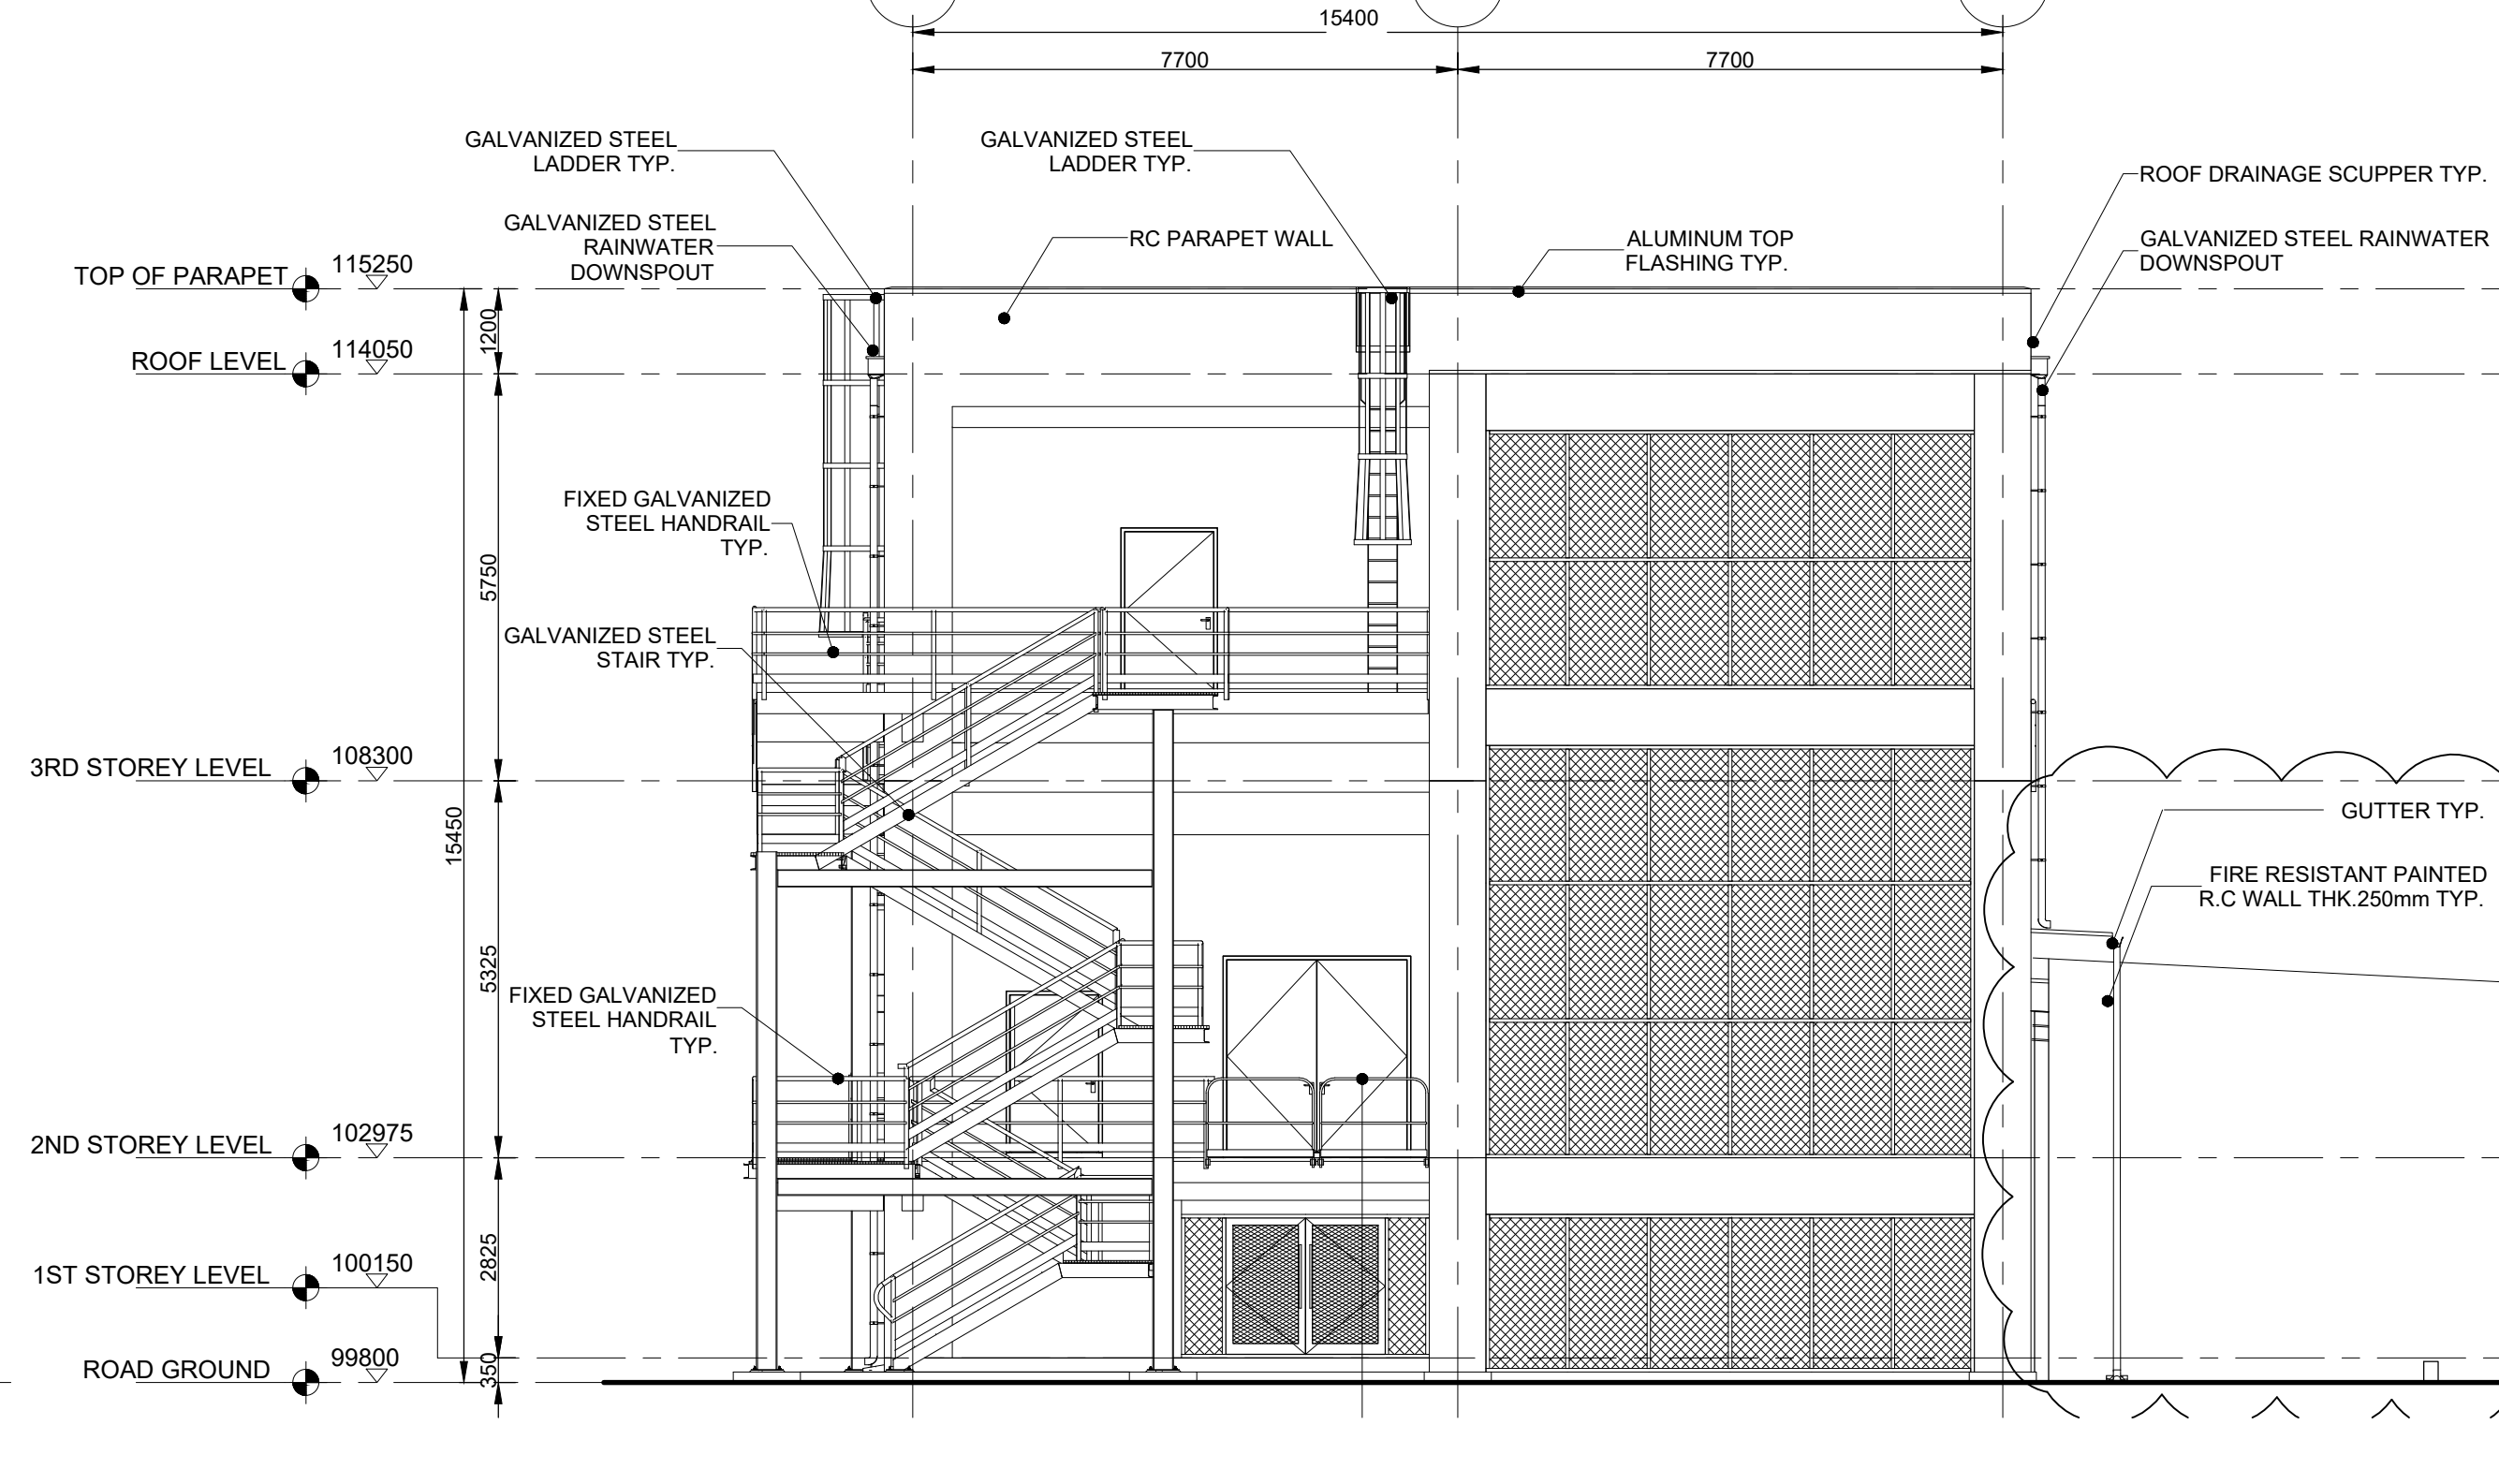 15400
7700
7700
GALVANIZED STEEL
LADDER TYP.
GALVANIZED STEEL
LADDER TYP.
ROOF DRAINAGE SCUPPER TYP.
GALVANIZED STEEL
RAINWATER
DOWNSPOUT
RC PARAPET WALL
ALUMINUM TOP
FLASHING TYP.
GALVANIZED STEEL RAINWATER
DOWNSPOUT
TOP OF PARAPET
115250
1200
ROOF LEVEL
114050
FIXED GALVANIZED
STEEL HANDRAIL
TYP.
5750
GALVANIZED STEEL
STAIR TYP.
3RD STOREY LEVEL
108300
15450
GUTTER TYP.
FIRE RESISTANT PAINTED
R.C WALL THK.250mm TYP.
5325
FIXED GALVANIZED
STEEL HANDRAIL
TYP.
2ND STOREY LEVEL
102975
2825
1ST STOREY LEVEL
100150
ROAD GROUND
99800
350